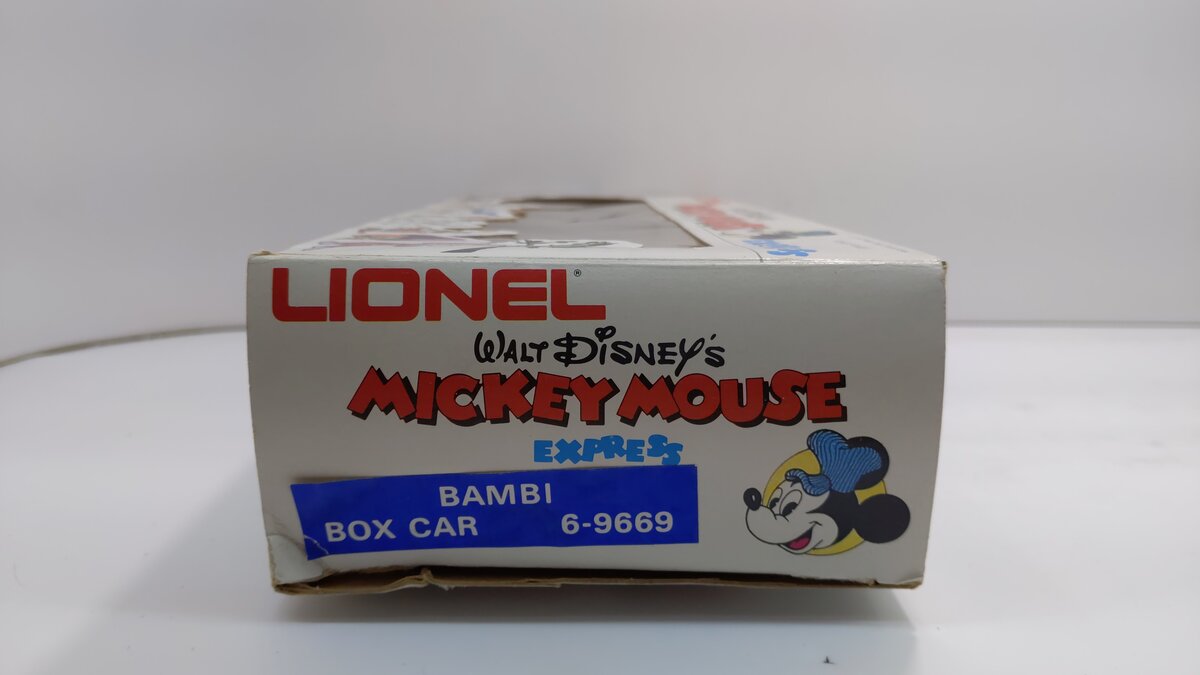 LIONEL®
WALT DISNEY'S
MICKEY MOUSE
EXPRESS
BAMBI
BOX CAR 6-9669